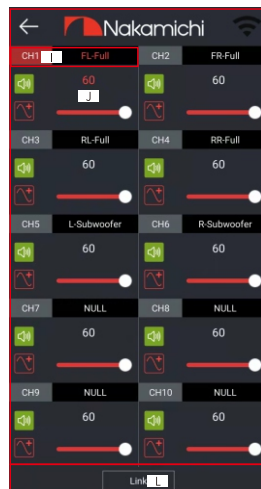 Nakamichi
CH1 I FL-Full CH2 FR-Full
60 60
J
CH3 RL-Full CH4 RR-Full
60 60
CH5 L-Subwoofer CH6 R-Subwoofer
60 60
CH7 NULL CH8 NULL
60 60
CH9 NULL CH10 NULL
60 60
Link L